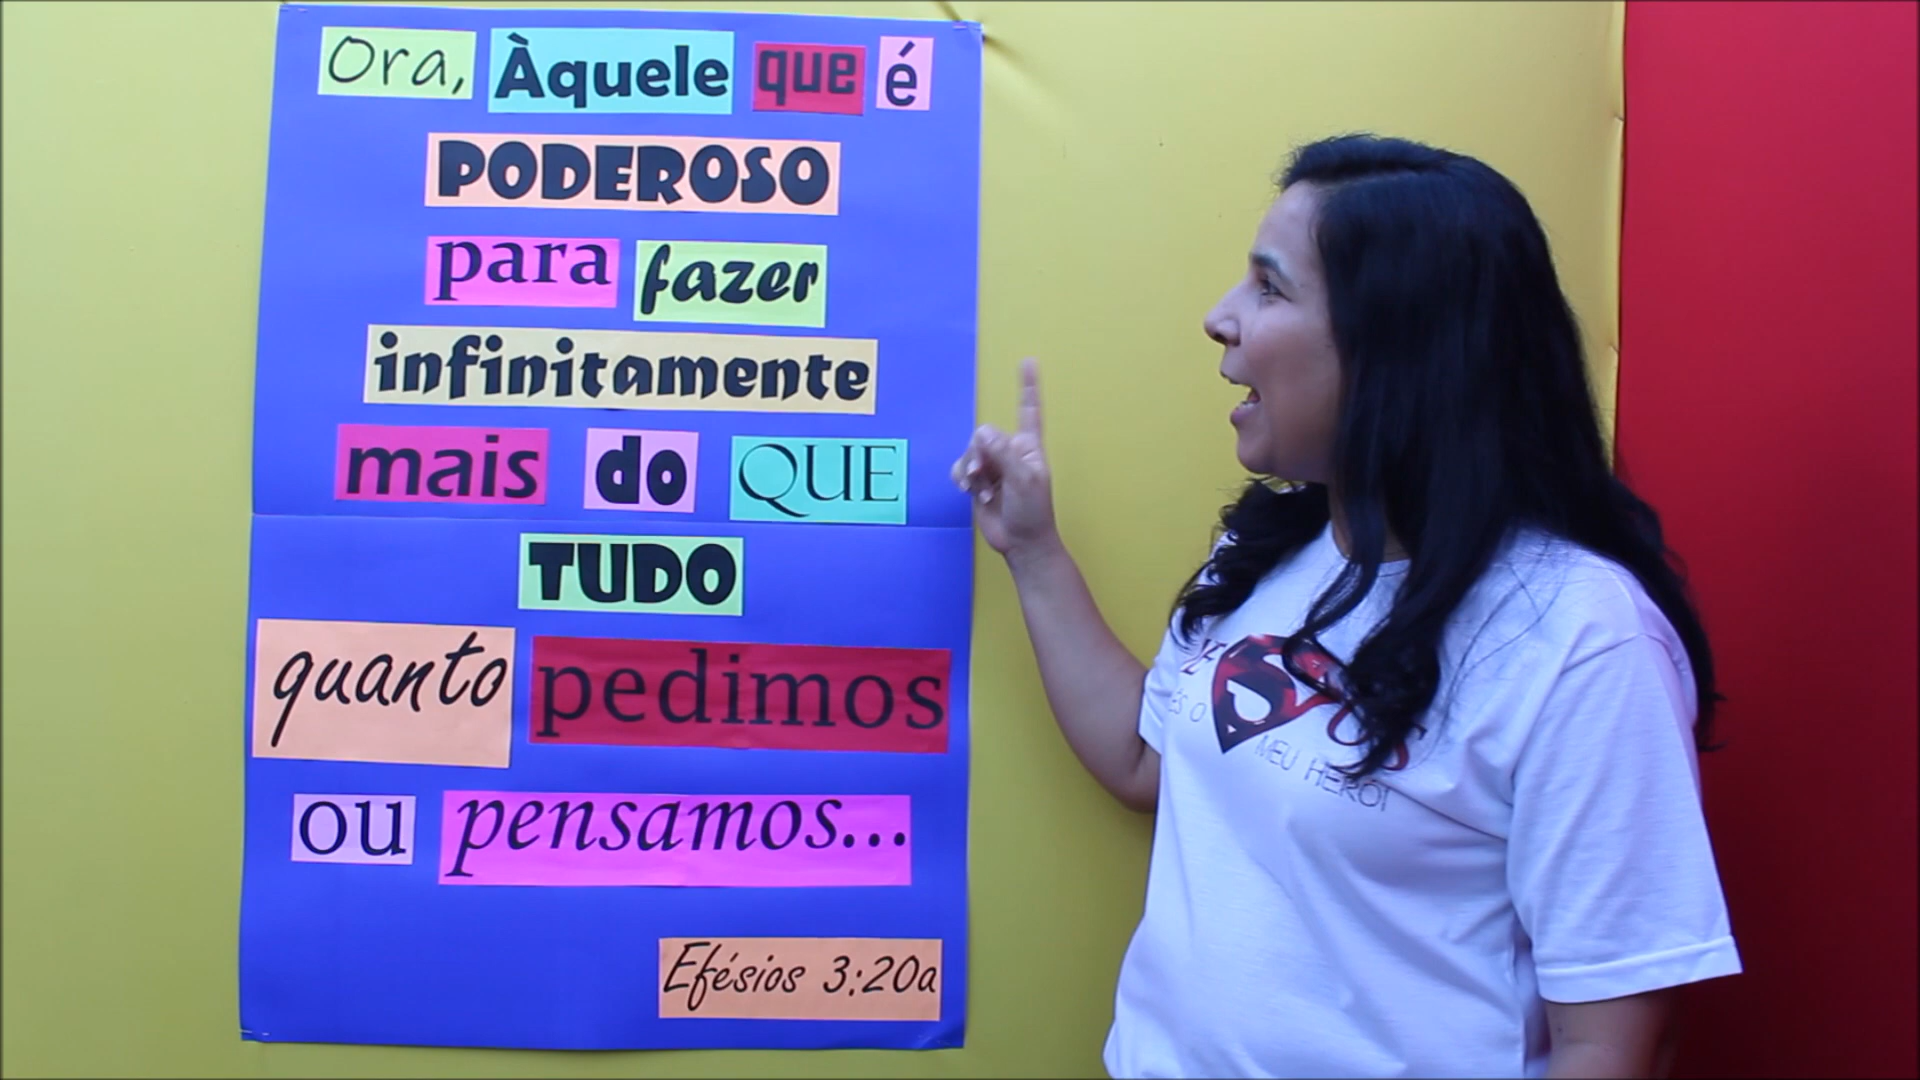 Ora, Àquele que é
PODEROSO
para fazer
infinitamente
mais do QUE
TUDO
quanto pedimos
ou pensamos...
Efésios 3:20a
ÉS O
MEU HERÓI